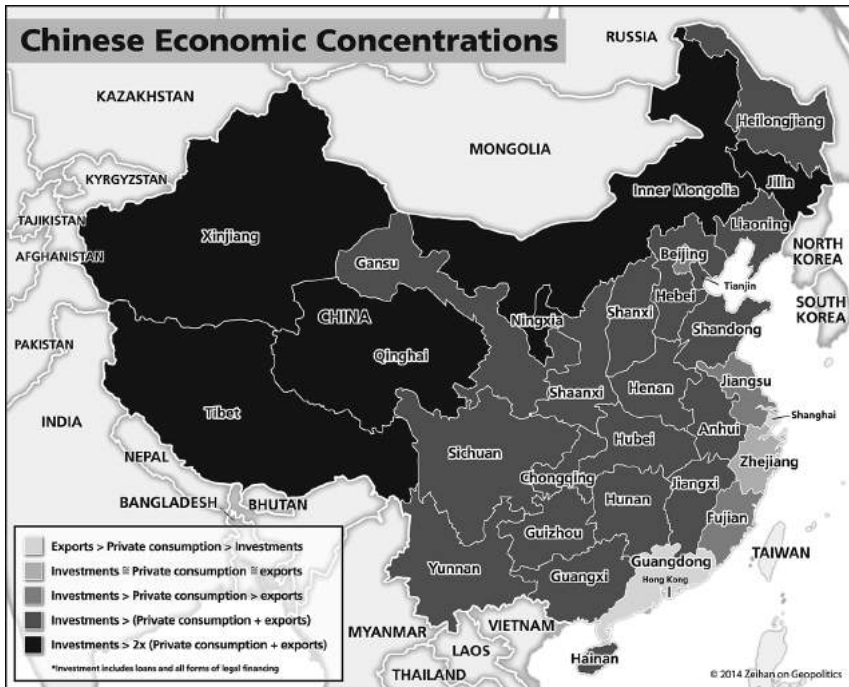 Chinese Economic Concentrations
RUSSIA
KAZAKHSTAN
MONGOLIA
Heilongjiang
KYRGYZSTAN
Inner Mongolia
Jilin
TAJIKISTAN
Xinjiang
Liaoning
AFGHANISTAN
Gansu
Beijing
NORTH
KOREA
Tianjin
Hebei
SOUTH
KOREA
CHINA
Ningxia
Shanxi
Shandong
PAKISTAN
Qinghai
Jiangsu
Shaanxi
Henan
Tibet
Shanghai
INDIA
Anhui
Sichuan
Hubei
Zhejiang
NEPAL
Chongqing
Jiangxi
BANGLADESH
BHUTAN
Hunan
Fujian
Guizhou
TAIWAN
Guangdong
Yunnan
Guangxi
Hong Kong
MYANMAR
VIETNAM
LAOS
Hainan
THAILAND
Exports > Private consumption > Investments
Investments ≅ Private consumption ≅ exports
Investments > Private consumption > exports
Investments > (Private consumption + exports)
Investments > 2x (Private consumption + exports)
*Investment includes loans and all forms of legal financing
© 2014 Zeihan on Geopolitics